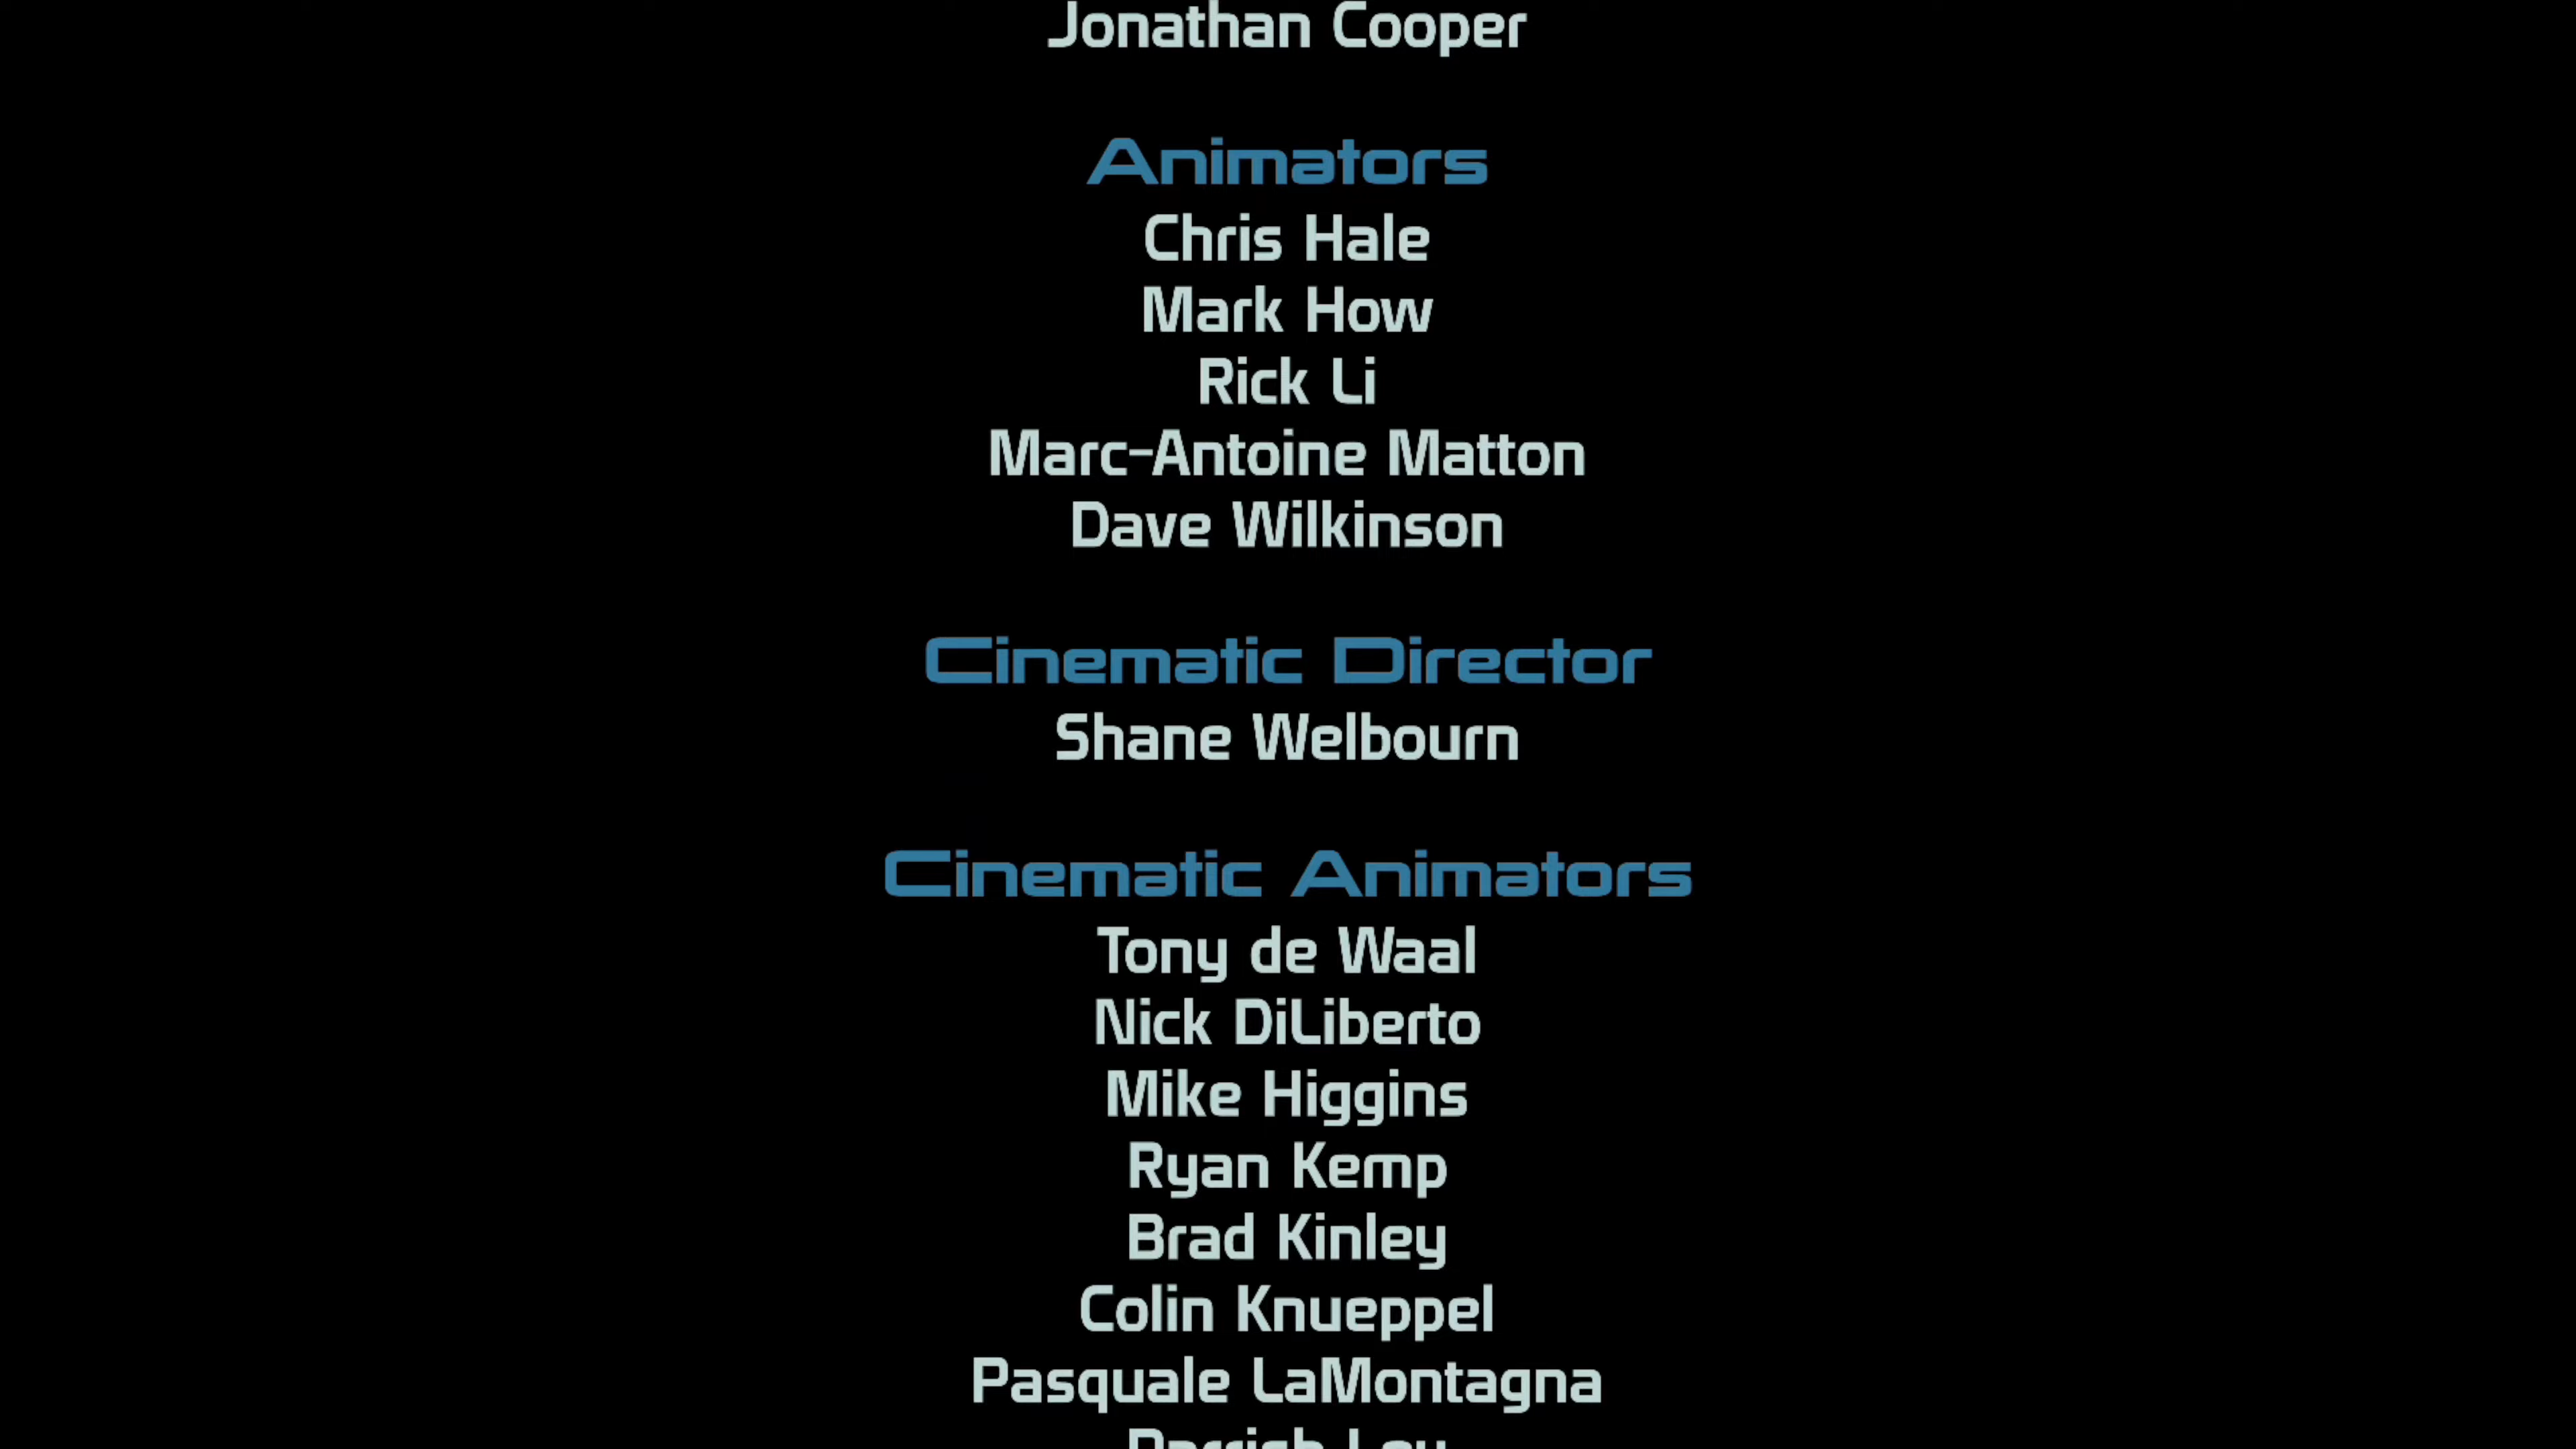 Jonathan Cooper
Animators
Chris Hale
Mark How
Rick Li
Marc-Antoine Matton
Dave Wilkinson
Cinematic Director
Shane Welbourn
Cinematic Animators
Tony de Waal
Nick DiLiberto
Mike Higgins
Ryan Kemp
Brad Kinley
Colin Knueppel
Pasquale LaMontagna